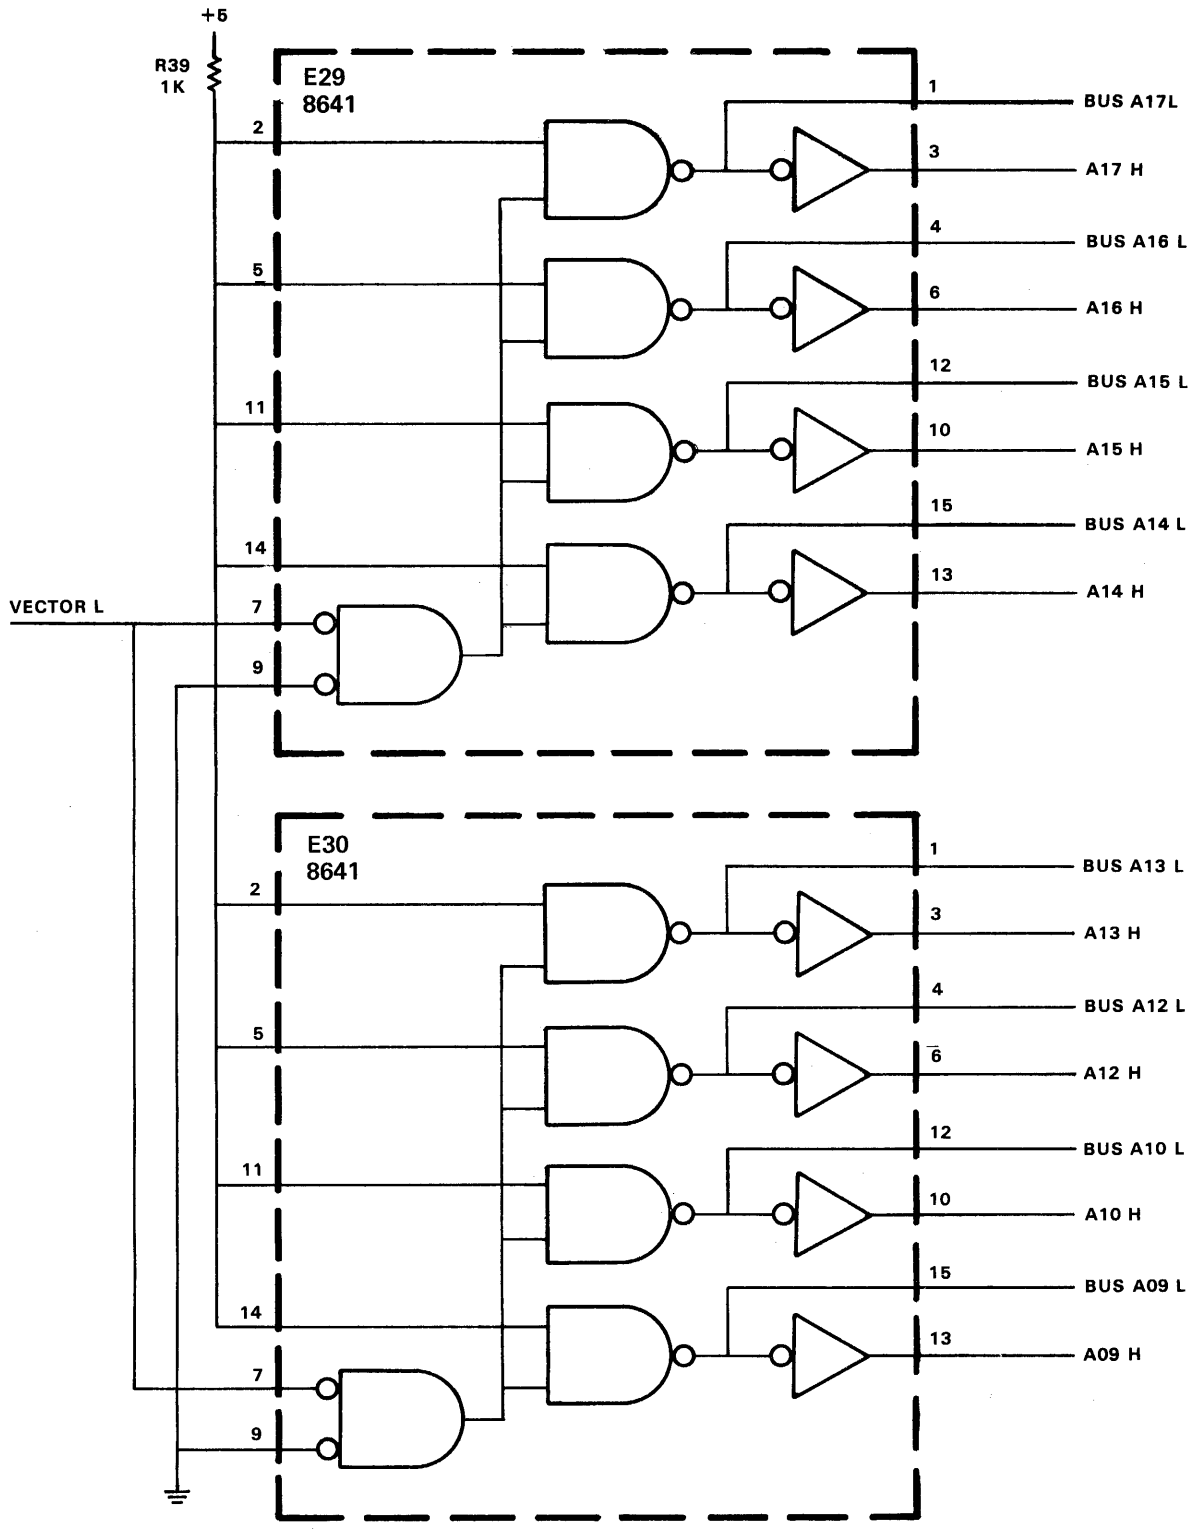 +5
R39
1K
E29
8641
2
1
BUS A17L
3
A17 H
4
BUS A16 L
5
6
A16 H
12
BUS A15 L
11
10
A15 H
15
BUS A14 L
14
13
A14 H
VECTOR L
7
9
E30
8641
1
BUS A13 L
2
3
A13 H
4
BUS A12 L
5
6
A12 H
12
BUS A10 L
11
10
A10 H
15
BUS A09 L
14
13
A09 H
7
9